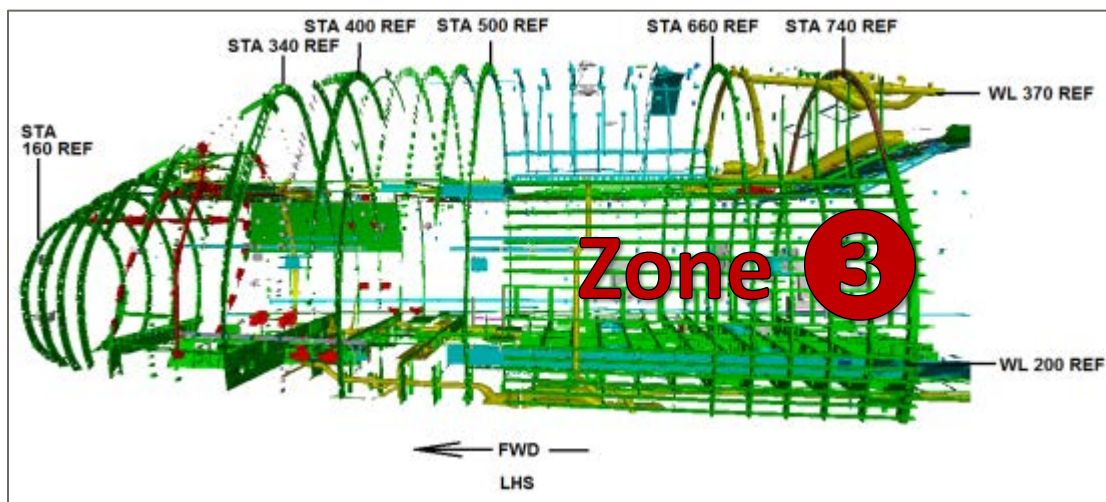 STA 500 REF
STA 660 REF
STA 740 REF
STA 400 REF
STA 340 REF
WL 370 REF
STA
160 REF
Zone 3
WL 200 REF
FWD
LHS